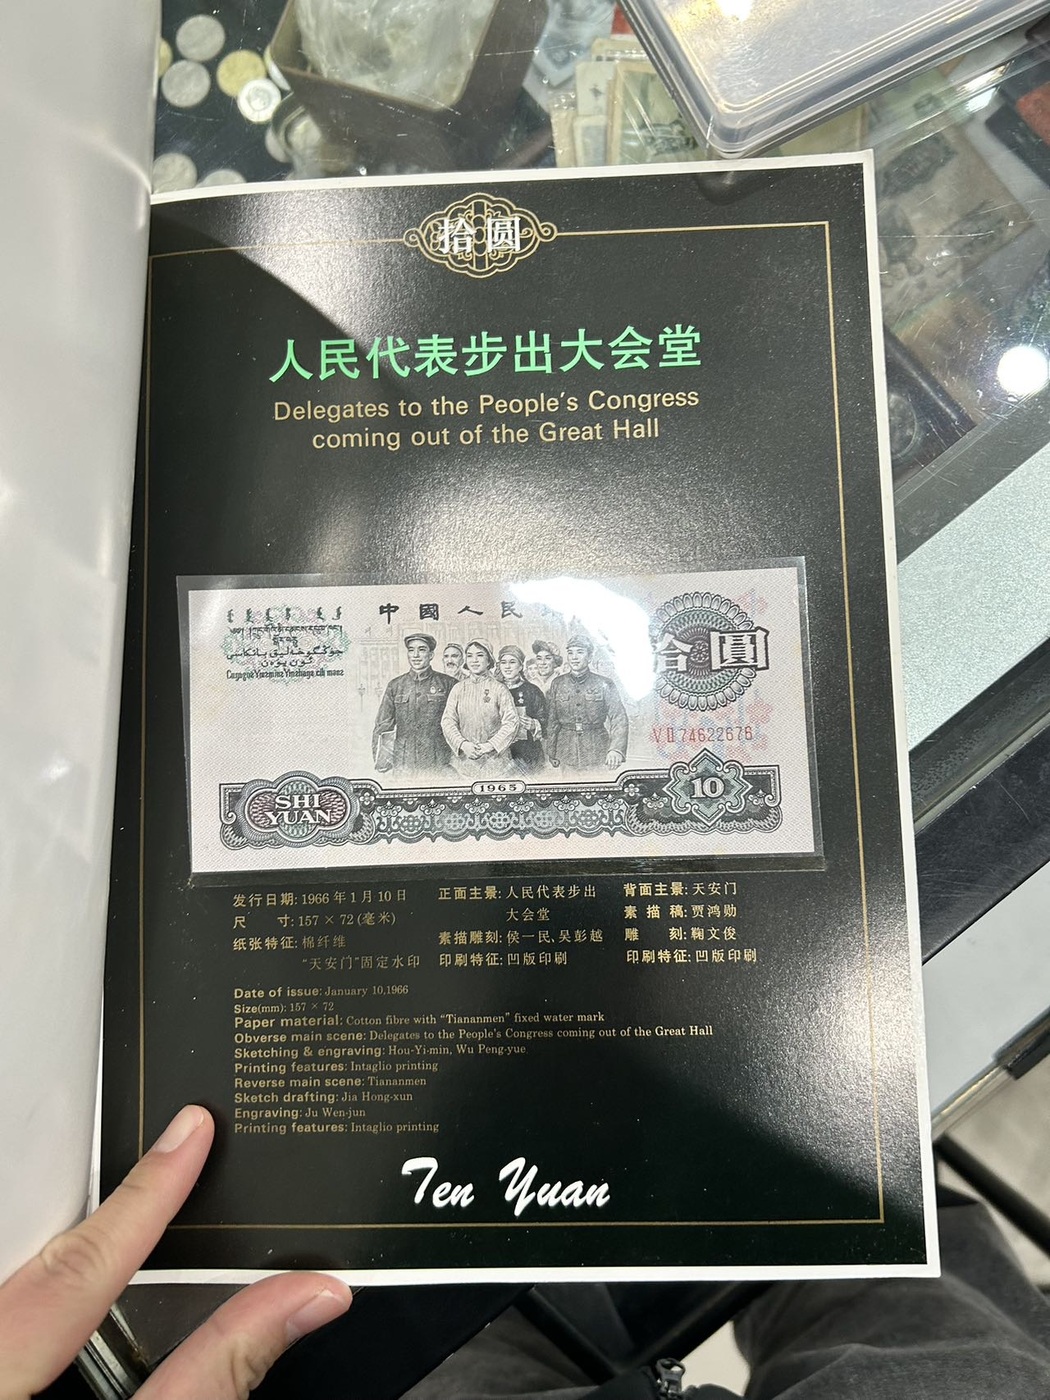 拾圆
人民代表步出大会堂
Delegates to the People's Congress
coming out of the Great Hall
中國人民
拾圓
VII 74622676
1965
SHI
YUAN
10
发行日期: 1966 年 1 月 10 日
尺 寸: 157 × 72 (毫米)
纸张特征: 棉纤维
“天安门”固定水印
正面主景: 人民代表步出
大会堂
素描雕刻: 侯一民、吴彭越
印刷特征: 凹版印刷
背面主景: 天安门
素 描 稿: 贾鸿勋
雕 刻: 鞠文俊
印刷特征: 凹版印刷
Date of issue: January 10,1966
Size(mm): 157 × 72
Paper material: Cotton fibre with “Tiananmen” fixed water mark
Obverse main scene: Delegates to the People's Congress coming out of the Great Hall
Sketching & engraving: Hou-Yi-min, Wu Peng-yue
Printing features: Intaglio printing
Reverse main scene: Tiananmen
Sketch drafting: Jia Hong-xun
Engraving: Ju Wen-jun
Printing features: Intaglio printing
Ten Yuan